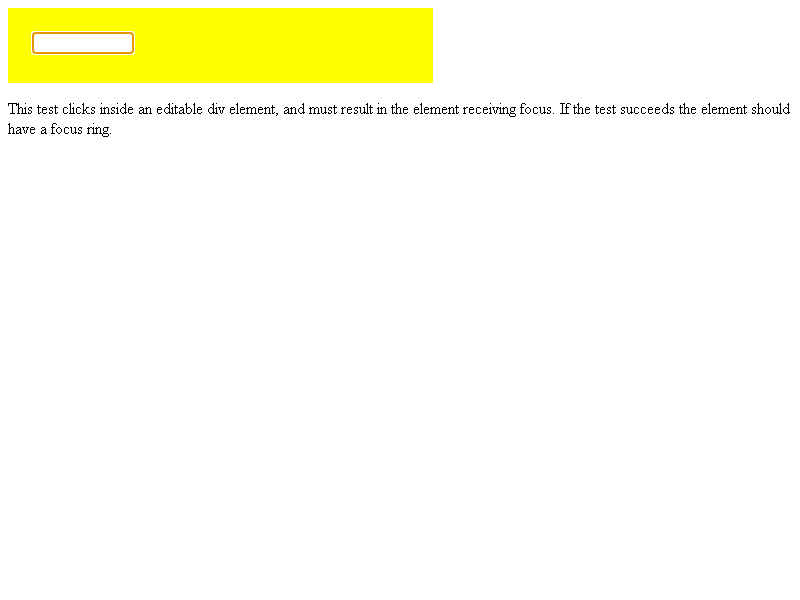 This test clicks inside an editable div element, and must result in the element receiving focus. If the test succeeds the element should
have a focus ring.